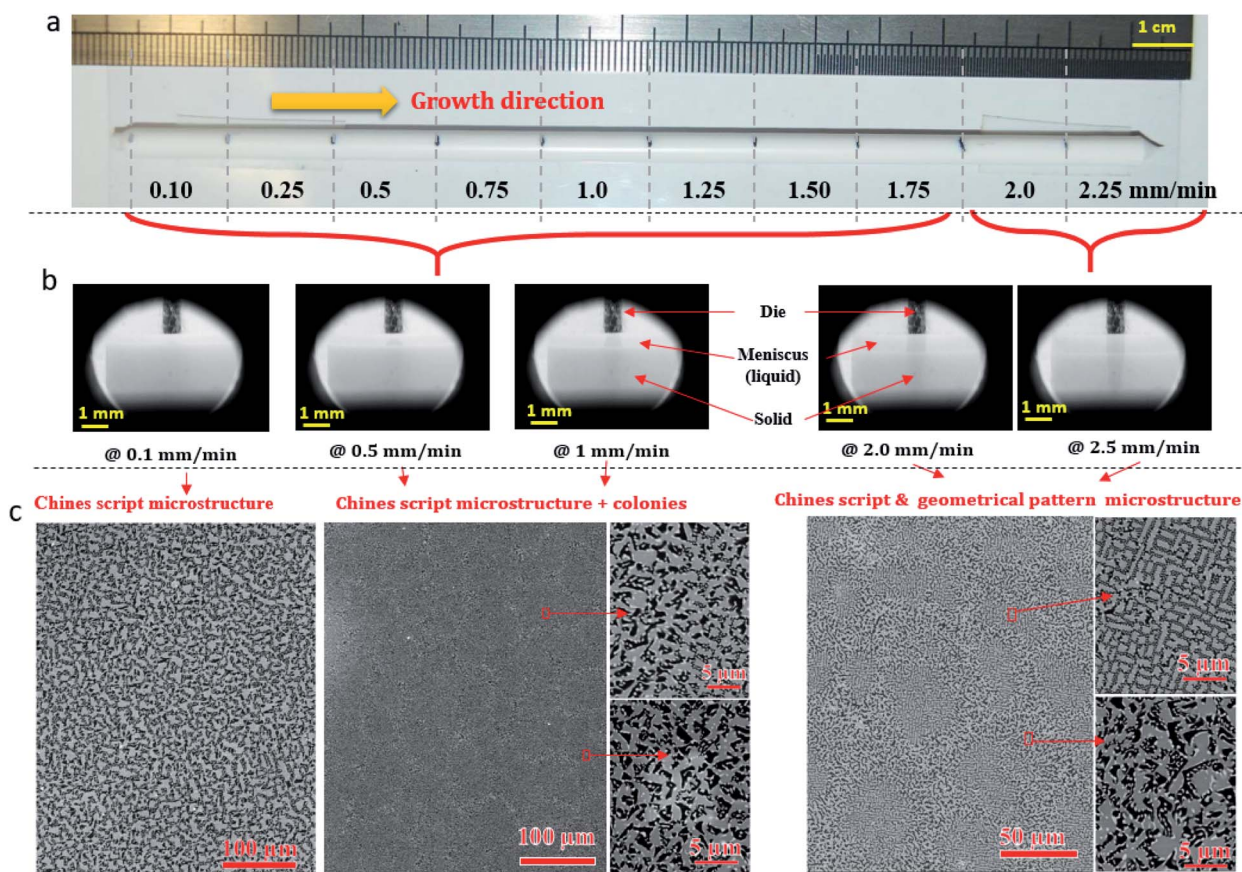 a
1 cm
Growth direction
0.10 0.25 0.5 0.75 1.0 1.25 1.50 1.75 2.0 2.25 mm/min
b
Die
Meniscus
(liquid)
Solid
1 mm 1 mm 1 mm 1 mm 1 mm
@ 0.1 mm/min @ 0.5 mm/min @ 1 mm/min @ 2.0 mm/min @ 2.5 mm/min
Chines script microstructure Chines script microstructure + colonies Chines script & geometrical pattern microstructure
c
5 μm 5 μm
100 μm 100 μm 5 μm 50 μm 5 μm